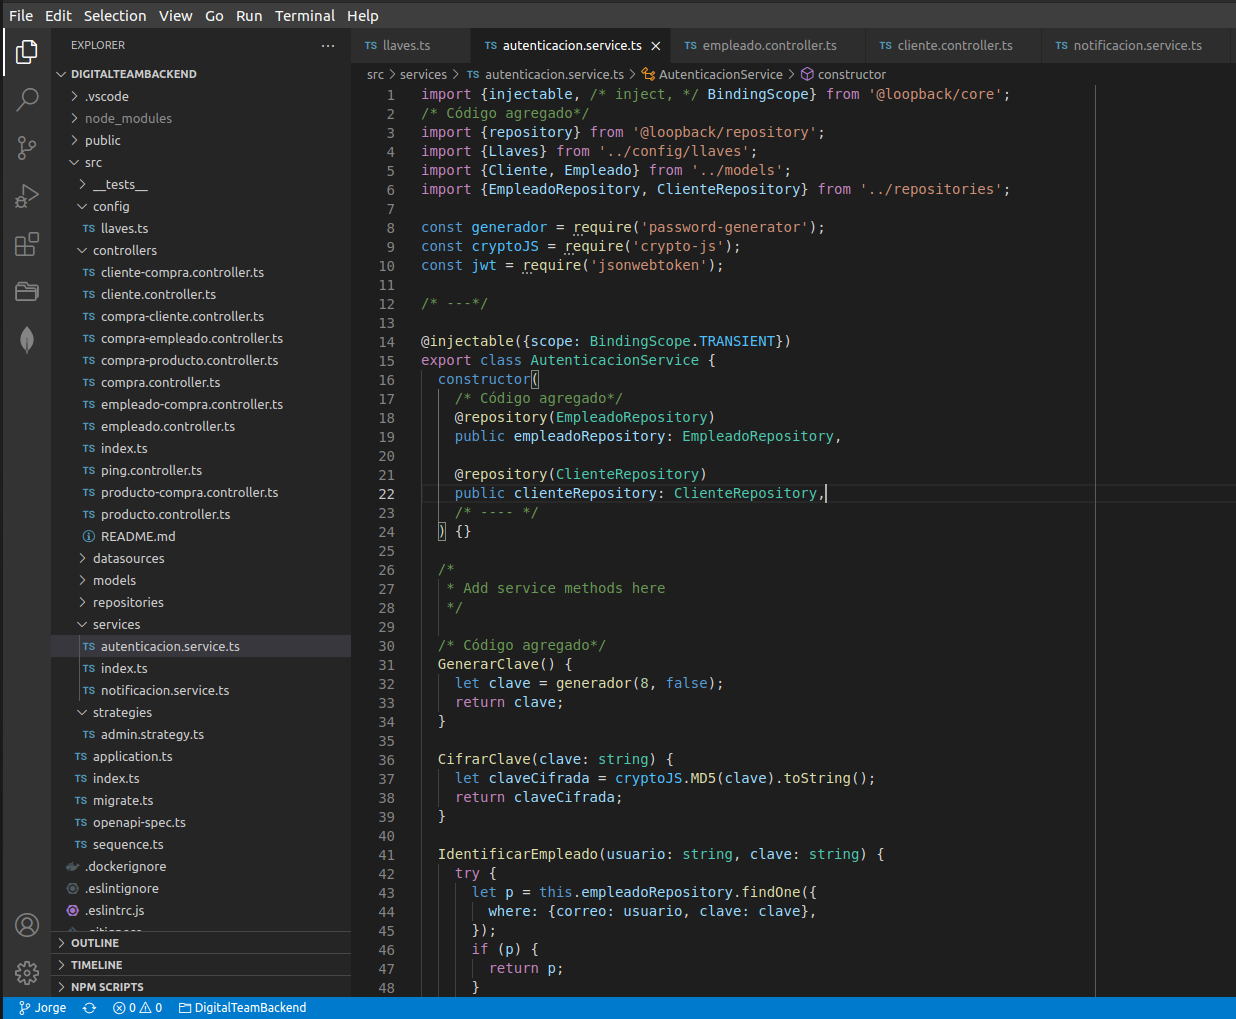 File Edit Selection View Go Run Terminal Help
EXPLORER
DIGITALTEAMBACKEND
.vscode
node_modules
public
src
__tests__
config
TS llaves.ts
controllers
TS cliente-compra.controller.ts
TS cliente.controller.ts
TS compra-cliente.controller.ts
TS compra-empleado.controller.ts
TS compra-producto.controller.ts
TS compra.controller.ts
TS empleado-compra.controller.ts
TS empleado.controller.ts
TS index.ts
TS ping.controller.ts
TS producto-compra.controller.ts
TS producto.controller.ts
README.md
datasources
models
repositories
services
TS autenticacion.service.ts
TS index.ts
TS notificacion.service.ts
strategies
TS admin.strategy.ts
TS application.ts
TS index.ts
TS migrate.ts
TS openapi-spec.ts
TS sequence.ts
.dockerignore
.eslintignore
.eslintrc.js
OUTLINE
TIMELINE
NPM SCRIPTS
TS llaves.ts TS autenticacion.service.ts TS empleado.controller.ts TS cliente.controller.ts TS notificacion.service.ts
src > services > TS autenticacion.service.ts > AutenticacionService > constructor
1 import {injectable, /* inject, */ BindingScope} from '@loopback/core';
2 /* Código agregado*/
3 import {repository} from '@loopback/repository';
4 import {Llaves} from '../config/llaves';
5 import {Cliente, Empleado} from '../models';
6 import {EmpleadoRepository, ClienteRepository} from '../repositories';
7
8 const generador = require('password-generator');
9 const cryptoJS = require('crypto-js');
10 const jwt = require('jsonwebtoken');
11
12 /* ---*/
13
14 @injectable({scope: BindingScope.TRANSIENT})
15 export class AutenticacionService {
16 constructor(
17 /* Código agregado*/
18 @repository(EmpleadoRepository)
19 public empleadoRepository: EmpleadoRepository,
20
21 @repository(ClienteRepository)
22 public clienteRepository: ClienteRepository,
23 /* ---- */
24 ) {}
25
26 /*
27 * Add service methods here
28 */
29
30 /* Código agregado*/
31 GenerarClave() {
32 let clave = generador(8, false);
33 return clave;
34 }
35
36 CifrarClave(clave: string) {
37 let claveCifrada = cryptoJS.MD5(clave).toString();
38 return claveCifrada;
39 }
40
41 IdentificarEmpleado(usuario: string, clave: string) {
42 try {
43 let p = this.empleadoRepository.findOne({
44 where: {correo: usuario, clave: clave},
45 });
46 if (p) {
47 return p;
48 }
Jorge 0 0 DigitalTeamBackend